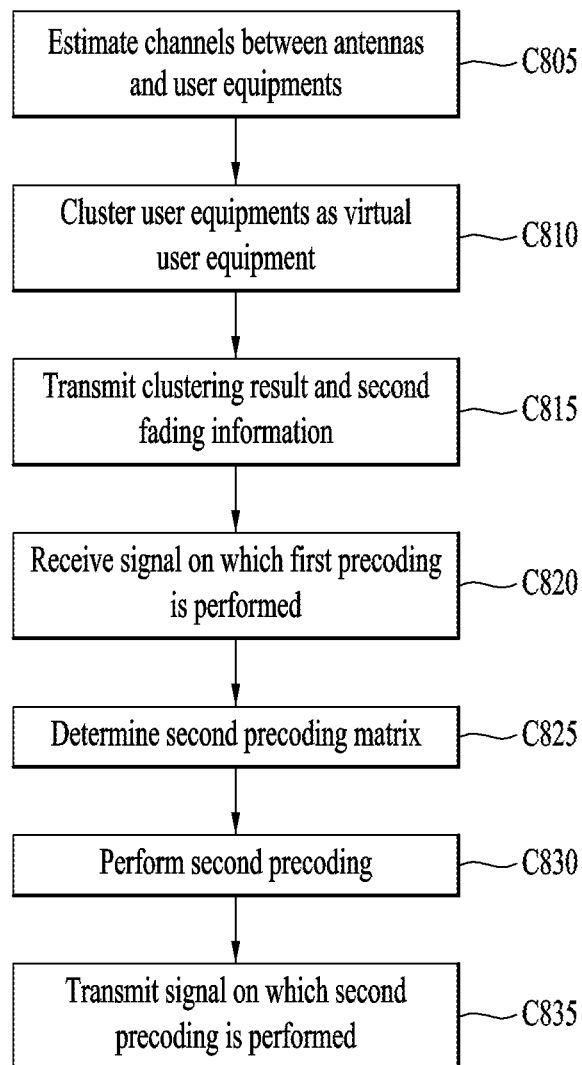 Estimate channels between antennas
and user equipments
C805
Cluster user equipments as virtual
user equipment
C810
Transmit clustering result and second
fading information
C815
Receive signal on which first precoding
is performed
C820
Determine second precoding matrix
C825
Perform second precoding
C830
Transmit signal on which second
precoding is performed
C835